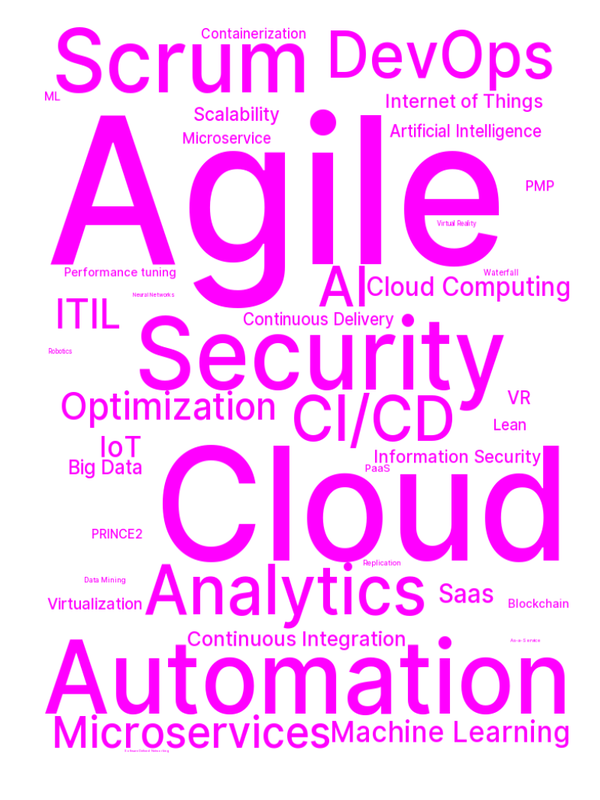 Containerization
Scrum
DevOps
ML
Internet of Things
Scalability
Artificial Intelligence
Microservice
Agile
PMP
Virtual Reality
Performance tuning
AI
Waterfall
Cloud Computing
Neural Networks
ITIL
Continuous Delivery
Security
Robotics
Optimization
CI/CD
VR
Lean
IoT
Information Security
Big Data
PaaS
Cloud
PRINCE2
Replication
Data Mining
Analytics
Saas
Virtualization
Blockchain
Continuous Integration
Automation
Microservices
Machine Learning